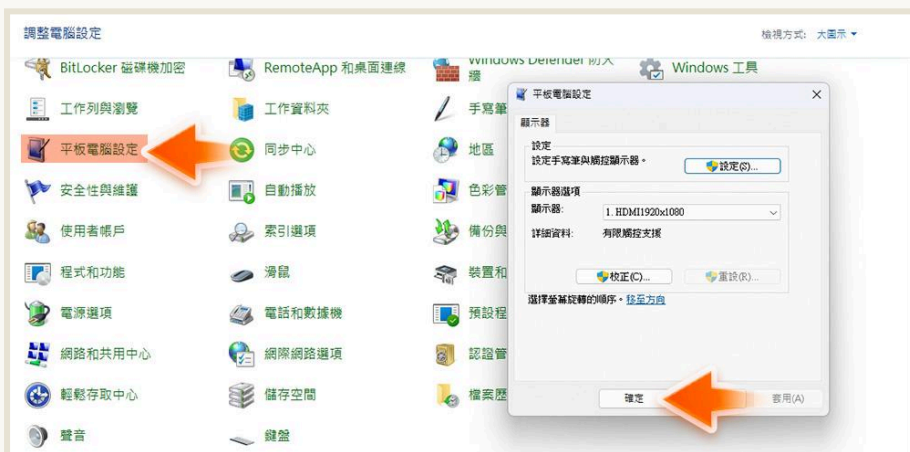 調整電腦設定
檢視方式: 大圖示
BitLocker 磁碟機加密
RemoteApp 和桌面連線
Windows Defender 防火牆
Windows 工具
工作列與瀏覽
工作資料夾
手寫筆
平板電腦設定
同步中心
地區
安全性與維護
自動播放
色彩管
使用者帳戶
索引選項
備份與
程式和功能
滑鼠
裝置和
電源選項
電話和數據機
預設程
網路和共用中心
網際網路選項
認證管
輕鬆存取中心
儲存空間
檔案歷
聲音
鍵盤
平板電腦設定
顯示器
設定
設定手寫筆與觸控顯示器。
設定(S)...
顯示器選項
顯示器:
1. HDMI1920x1080
詳細資料:
有限觸控支援
校正(C)...
重設(R)...
選擇螢幕旋轉的順序。移至方向
確定
套用(A)